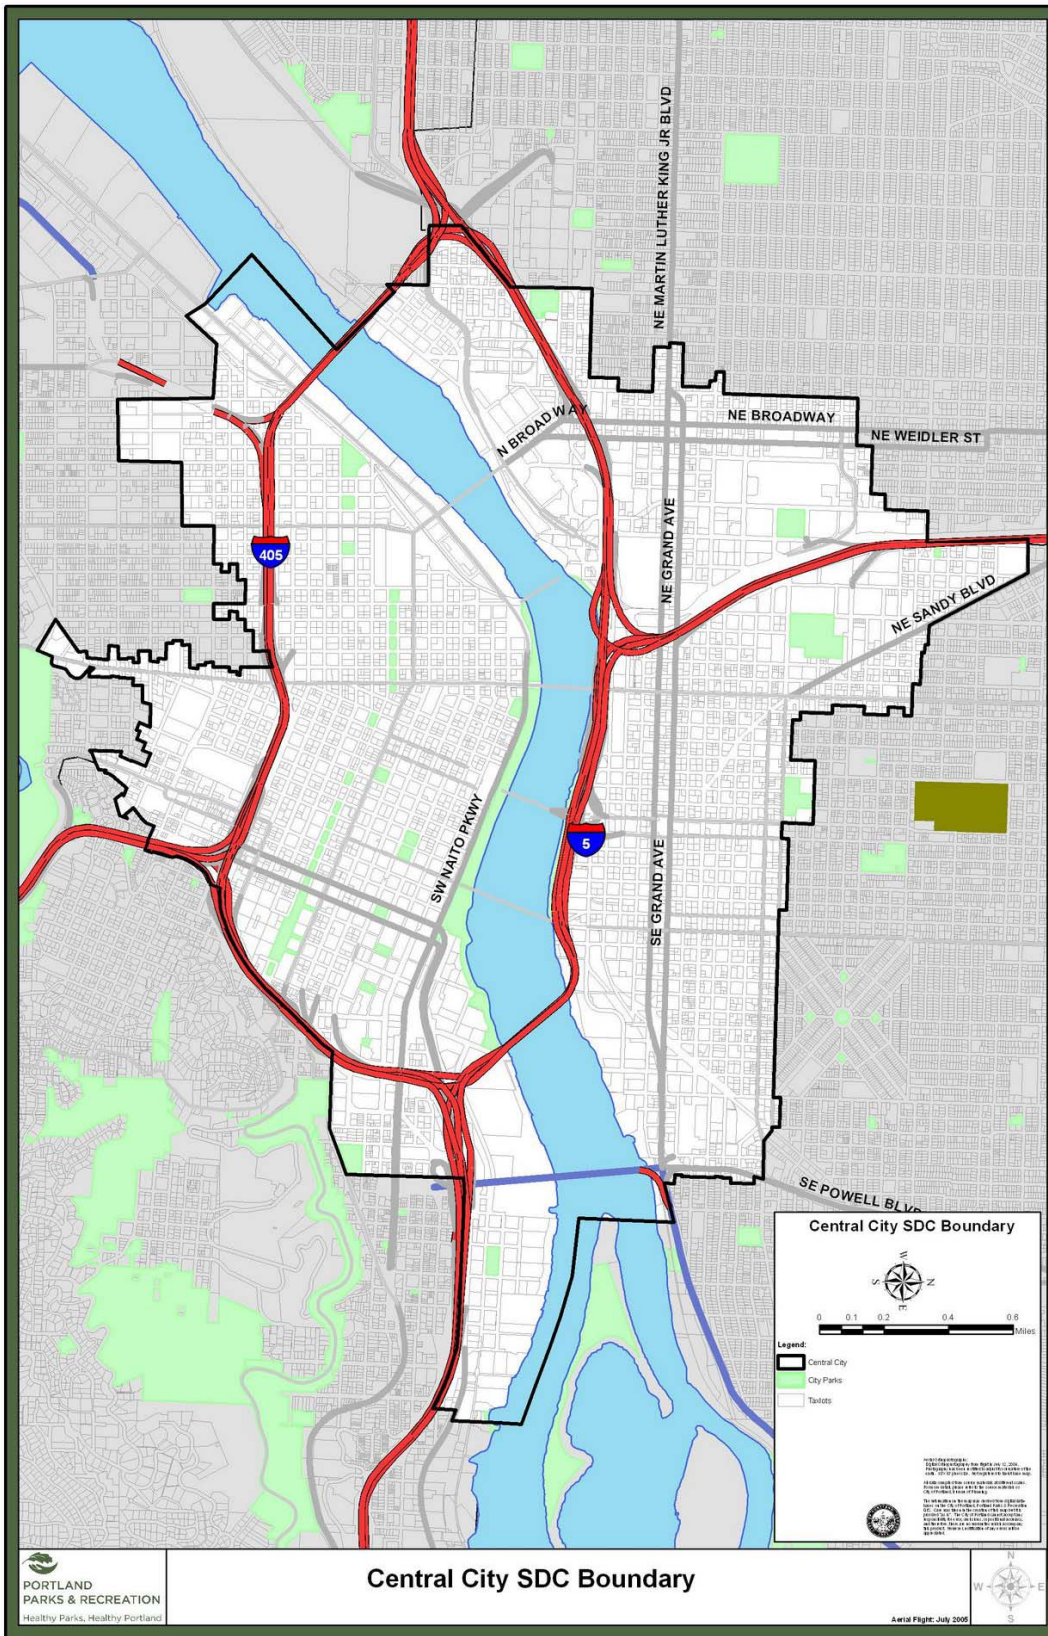 NE MARTIN LUTHER KING JR BLVD
N BROADWAY
NE BROADWAY
NE WEIDLER ST
405
NE GRAND AVE
NE SANDY BLVD
SW NAITO PKWY
5
SE GRAND AVE
SE POWELL BLVD
Central City SDC Boundary
W
S
N
E
0 0.1 0.2 0.4 0.6
Miles
Legend:
Central City
City Parks
Taxlots
PORTLAND
PARKS & RECREATION
Healthy Parks, Healthy Portland
Central City SDC Boundary
Aerial Flight: July 2005
N
W
E
S